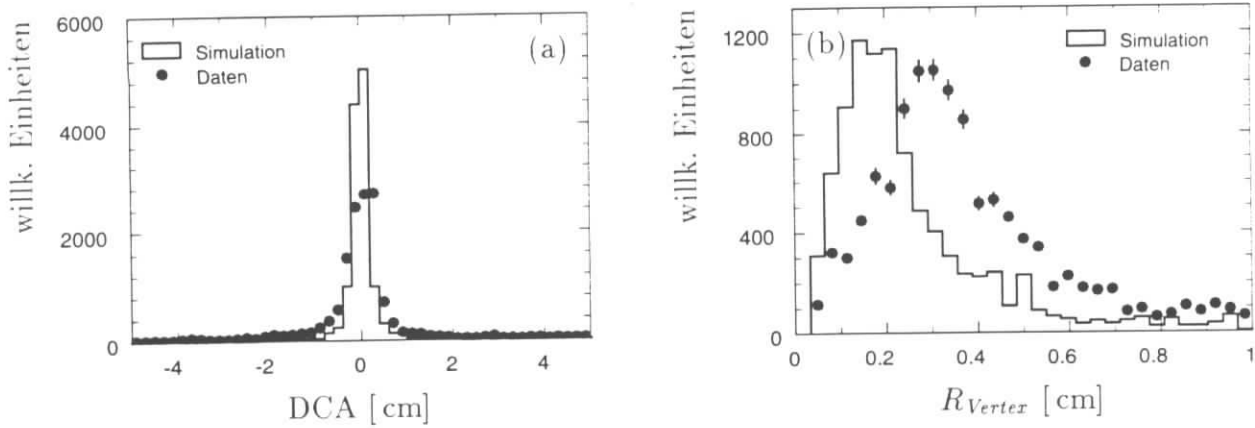 6000
4000
2000
0
willk. Einheiten
Simulation
Daten
(a)
-4 -2 0 2 4
DCA [cm]
1200
800
400
0
willk. Einheiten
(b)
Simulation
Daten
0 0.2 0.4 0.6 0.8 1
R_Vertex [cm]